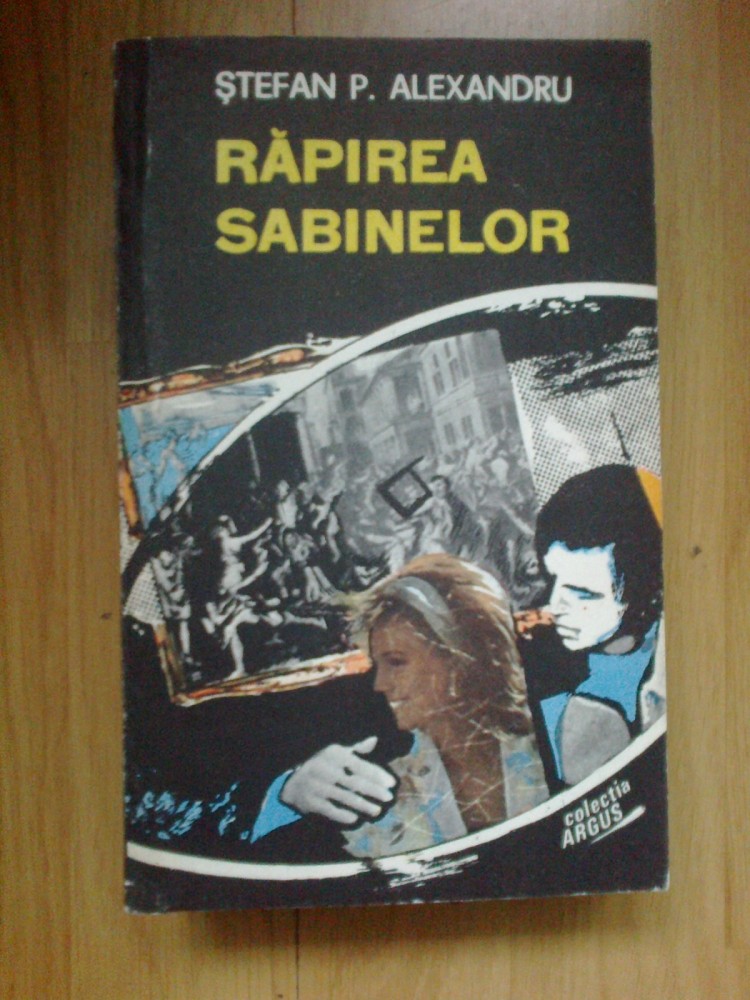 ŞTEFAN P. ALEXANDRU
RĂPIREA
SABINELOR
colecţia
ARGUS